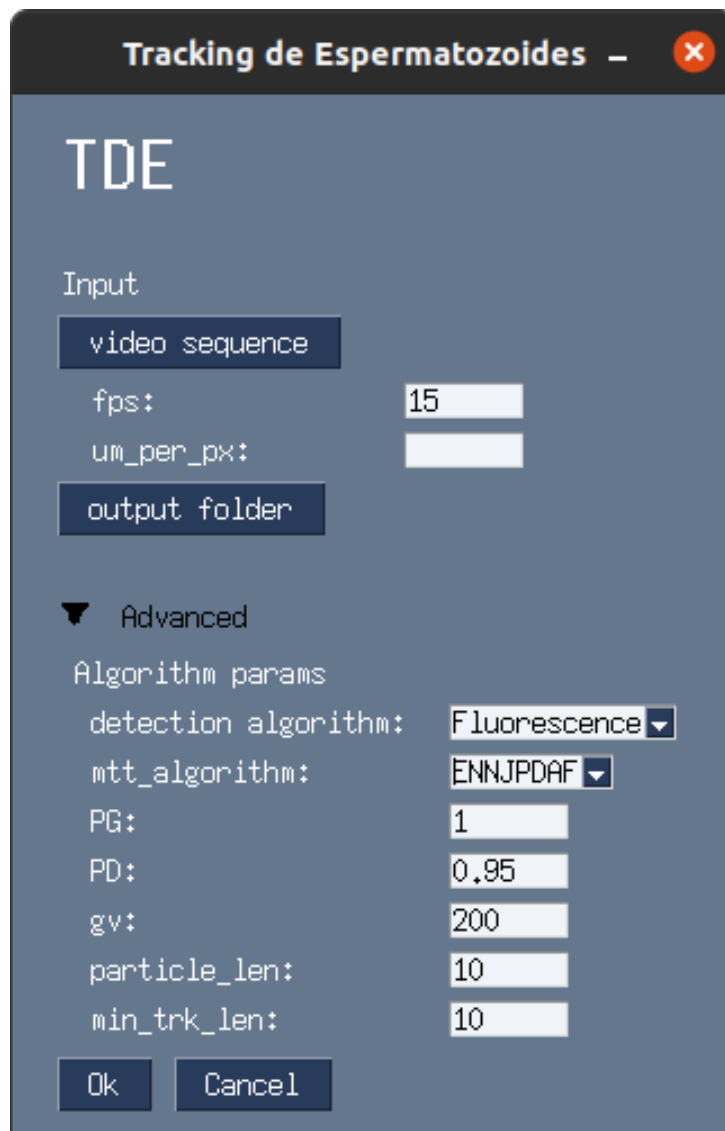 Tracking de Espermatozoides
TDE
Input
video sequence
fps: 15
um_per_px:
output folder
Advanced
Algorithm params
detection algorithm: Fluorescence
mtt_algorithm: ENNJPDAF
PG: 1
PD: 0.95
gv: 200
particle_len: 10
min_trk_len: 10
Ok Cancel